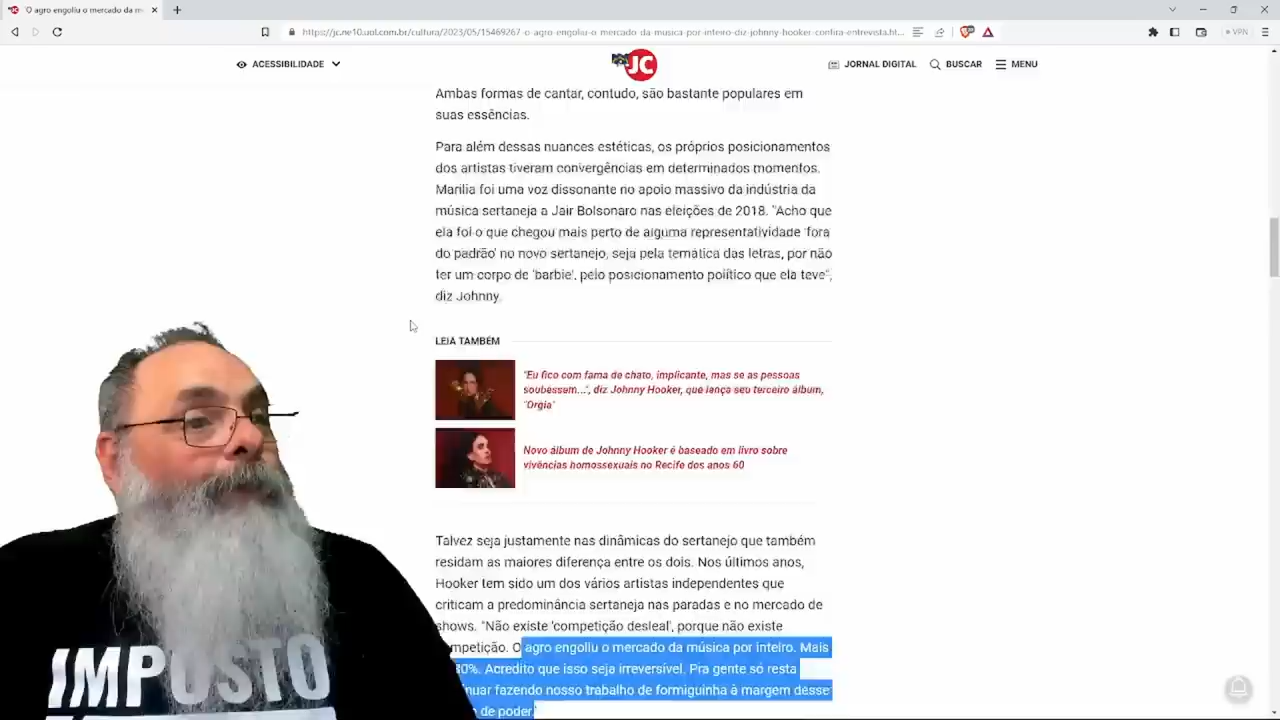 'O agro engoliu o mercado da m
https://jc.ne10.uol.com.br/cultura/2023/05/15469267-o-agro-engoliu-o-mercado-da-musica-por-inteiro-diz-johnny-hooker-confira-entrevista.ht...
VPN
ACESSIBILIDADE
JC
JORNAL DIGITAL
BUSCAR
MENU
Ambas formas de cantar, contudo, são bastante populares em
suas essências.
Para além dessas nuances estéticas, os próprios posicionamentos
dos artistas tiveram convergências em determinados momentos.
Marília foi uma voz dissonante no apoio massivo da indústria da
música sertaneja a Jair Bolsonaro nas eleições de 2018. "Acho que
ela foi o que chegou mais perto de alguma representatividade 'fora
do padrão' no novo sertanejo, seja pela temática das letras, por não
ter um corpo de 'barbie', pelo posicionamento político que ela teve",
diz Johnny.
LEIA TAMBÉM
"Eu fico com fama de chato, implicante, mas se as pessoas
soubessem...", diz Johnny Hooker, que lança seu terceiro álbum,
"Orgia"
Novo álbum de Johnny Hooker é baseado em livro sobre
vivências homossexuais no Recife dos anos 60
Talvez seja justamente nas dinâmicas do sertanejo que também
residam as maiores diferença entre os dois. Nos últimos anos,
Hooker tem sido um dos vários artistas independentes que
criticam a predominância sertaneja nas paradas e no mercado de
shows. "Não existe 'competição desleal', porque não existe
mpetição. O agro engoliu o mercado da música por inteiro. Mais
80%. Acredito que isso seja irreversível. Pra gente só resta
nuar fazendo nosso trabalho de formiguinha à margem desse
de poder."
IMPOSTO